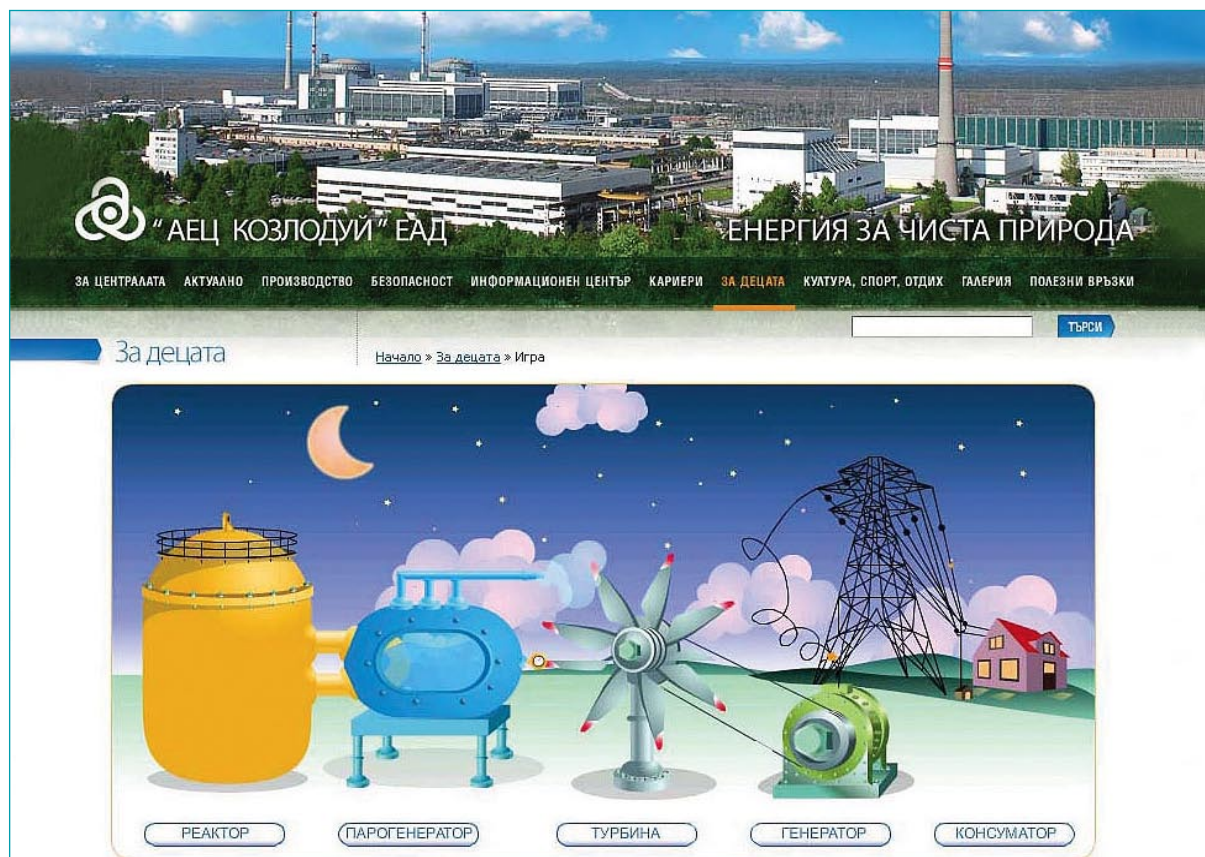 "АЕЦ КОЗЛОДУЙ" ЕАД
ЕНЕРГИЯ ЗА ЧИСТА ПРИРОДА
ЗА ЦЕНТРАЛАТА АКТУАЛНО ПРОИЗВОДСТВО БЕЗОПАСНОСТ ИНФОРМАЦИОНЕН ЦЕНТЪР КАРИЕРИ ЗА ДЕЦАТА КУЛТУРА, СПОРТ, ОТДИХ ГАЛЕРИЯ ПОЛЕЗНИ ВРЪЗКИ
ТЪРСИ
За децата
Начало » За децата » Игра
РЕАКТОР ПАРОГЕНЕРАТОР ТУРБИНА ГЕНЕРАТОР КОНСУМАТОР